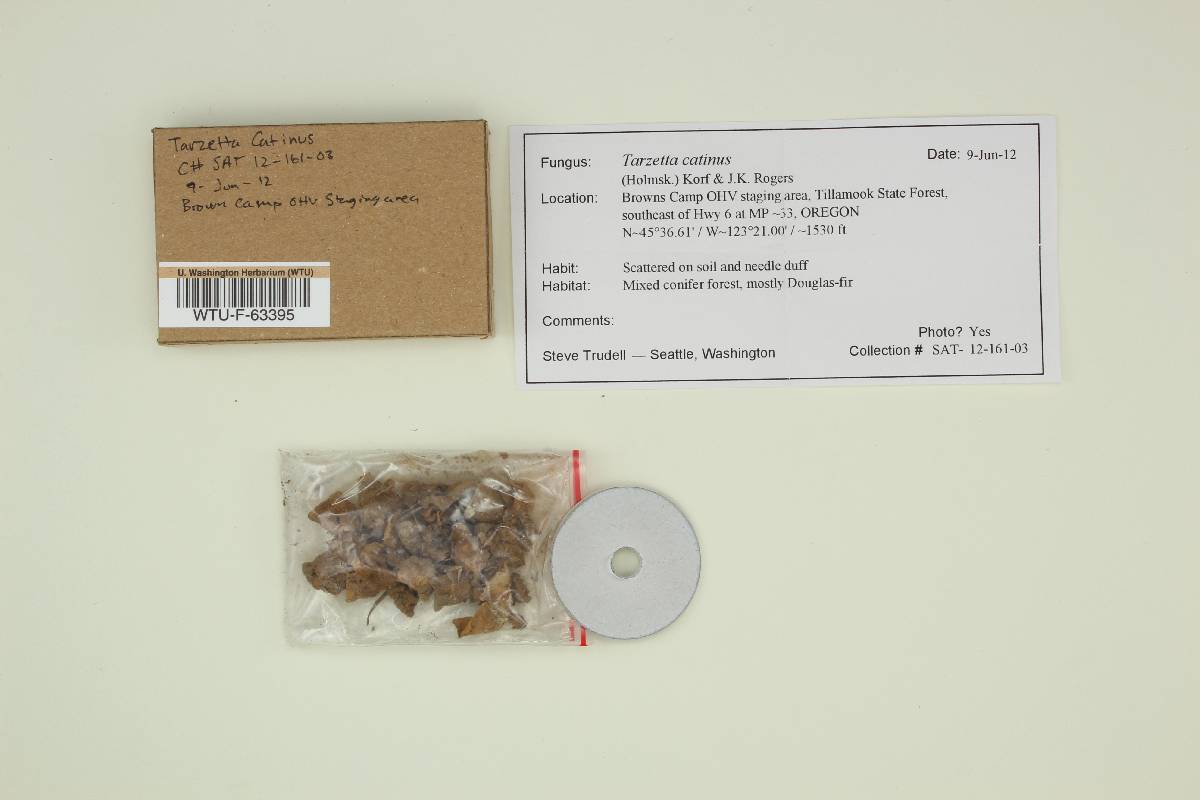 Tarzetta Catinus
C# SAT 12-161-03
9-Jun-12
Brown Camp OHV Staging area
U. Washington Herbarium (WTU)
WTU-F-63395
Fungus: Tarzetta catinus Date: 9-Jun-12
(Holmsk.) Korf & J.K. Rogers
Location: Browns Camp OHV staging area, Tillamook State Forest,
southeast of Hwy 6 at MP ~33, OREGON
N~45°36.61' / W~123°21.00' / ~1530 ft
Habit: Scattered on soil and needle duff
Habitat: Mixed conifer forest, mostly Douglas-fir
Comments:
Photo? Yes
Steve Trudell — Seattle, Washington Collection # SAT- 12-161-03